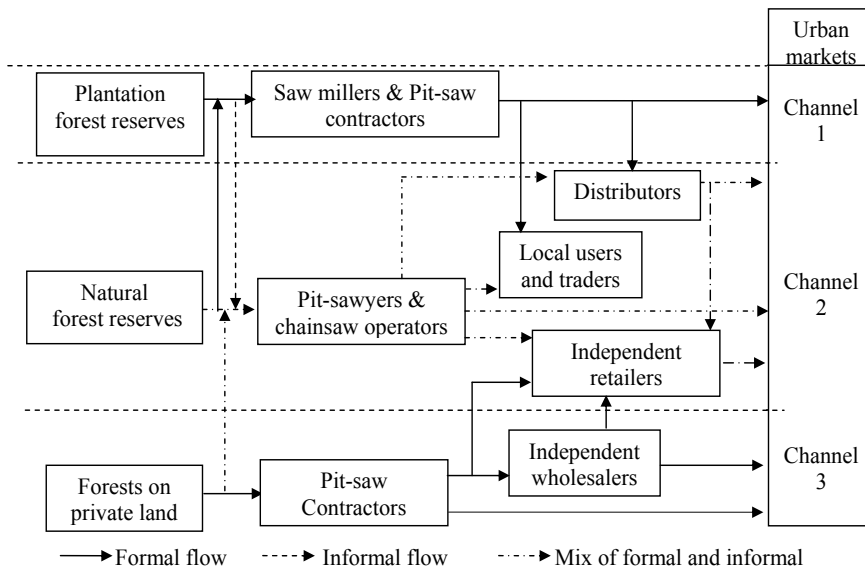 Urban
markets
Plantation
forest reserves
Saw millers & Pit-saw
contractors
Channel
1
Distributors
Local users
and traders
Natural
forest reserves
Pit-sawyers &
chainsaw operators
Channel
2
Independent
retailers
Forests on
private land
Pit-saw
Contractors
Independent
wholesalers
Channel
3
Formal flow
Informal flow
Mix of formal and informal